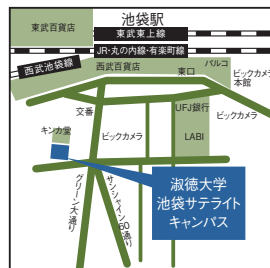 池袋駅
東武百貨店
東武東上線
JR・丸の内線・有楽町線
西武池袋線
西武百貨店
パルコ
東口
ビックカメラ
本館
交番
UFJ銀行
ビックカメラ
ビックカメラ
キンカ堂
LABI
グリーン大通り
サンシャイン60通り
淑徳大学
池袋サテライト
キャンパス